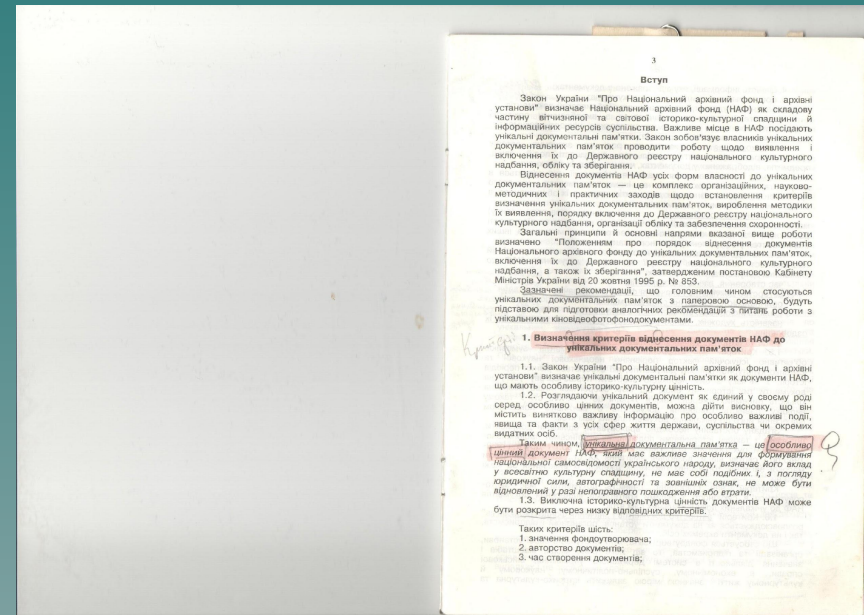 3
Вступ
Закон України "Про Національний архівний фонд і архівні
установи" визначає Національний архівний фонд (НАФ) як складову
частину вітчизняної та світової історико-культурної спадщини й
інформаційних ресурсів суспільства. Важливе місце в НАФ посідають
унікальні документальні пам'ятки. Закон зобов'язує власників унікальних
документальних пам'яток проводити роботу щодо виявлення і
включення їх до Державного реєстру національного культурного
надбання, обліку та зберігання.
Віднесення документів НАФ усіх форм власності до унікальних
документальних пам'яток — це комплекс організаційних, науково-
методичних і практичних заходів щодо встановлення критеріїв
визначення унікальних документальних пам'яток, вироблення методики
їх виявлення, порядку включення до Державного реєстру національного
культурного надбання, організації обліку та забезпечення схоронності.
Загальні принципи й основні напрями вказаної вище роботи
визначено "Положенням про порядок віднесення документів
Національного архівного фонду до унікальних документальних пам'яток,
включення їх до Державного реєстру національного культурного
надбання, а також їх зберігання", затвердженим постановою Кабінету
Міністрів України від 20 жовтня 1995 р. № 853.
Зазначені рекомендації, що головним чином стосуються
унікальних документальних пам'яток з паперовою основою, будуть
підставою для підготовки аналогічних рекомендацій з питань роботи з
унікальними кіновідеофотофонодокументами.
1. Визначення критеріїв віднесення документів НАФ до
унікальних документальних пам'яток
1.1. Закон України "Про Національний архівний фонд і архівні
установи" визначає унікальні документальні пам'ятки як документи НАФ,
що мають особливу історико-культурну цінність.
1.2. Розглядаючи унікальний документ як єдиний у своєму роді
серед особливо цінних документів, можна дійти висновку, що він
містить винятково важливу інформацію про особливо важливі події,
явища та факти з усіх сфер життя держави, суспільства чи окремих
видатних осіб.
Таким чином, унікальна документальна пам'ятка — це особливо
цінний документ НАФ, який має важливе значення для формування
національної самосвідомості українського народу, визначає його вклад
у всесвітню культурну спадщину, не має собі подібних і, з погляду
юридичної сили, автографічності та зовнішніх ознак, не може бути
відновлений у разі непоправного пошкодження або втрати.
1.3. Виключна історико-культурна цінність документів НАФ може
бути розкрита через низку відповідних критеріїв.
Таких критеріїв шість:
1. значення фондоутворювача;
2. авторство документів;
3. час створення документів;